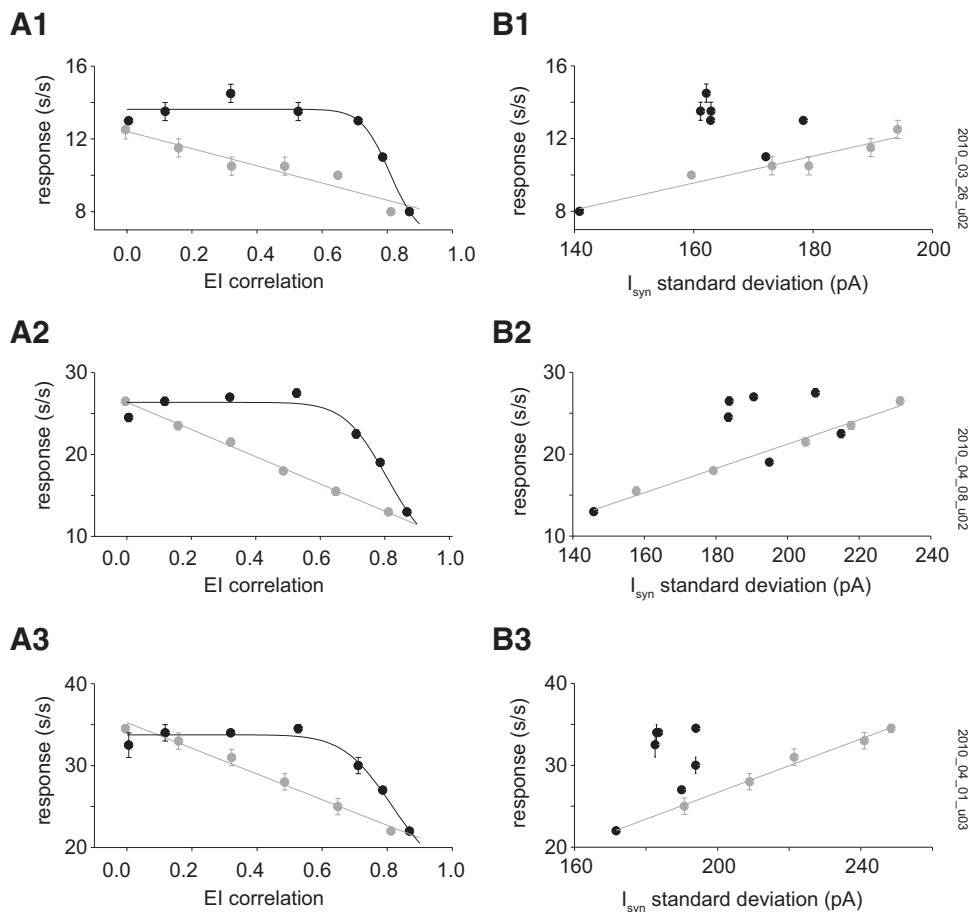 A1
response (s/s)
16
12
8
0.0 0.2 0.4 0.6 0.8 1.0
EI correlation
B1
response (s/s)
16
12
8
140 160 180 200
Isyn standard deviation (pA)
2010_03_26_u02
A2
response (s/s)
30
20
10
0.0 0.2 0.4 0.6 0.8 1.0
EI correlation
B2
response (s/s)
30
20
10
140 160 180 200 220 240
Isyn standard deviation (pA)
2010_04_08_u02
A3
response (s/s)
40
30
20
0.0 0.2 0.4 0.6 0.8 1.0
EI correlation
B3
response (s/s)
40
30
20
160 200 240
Isyn standard deviation (pA)
2010_04_01_u03